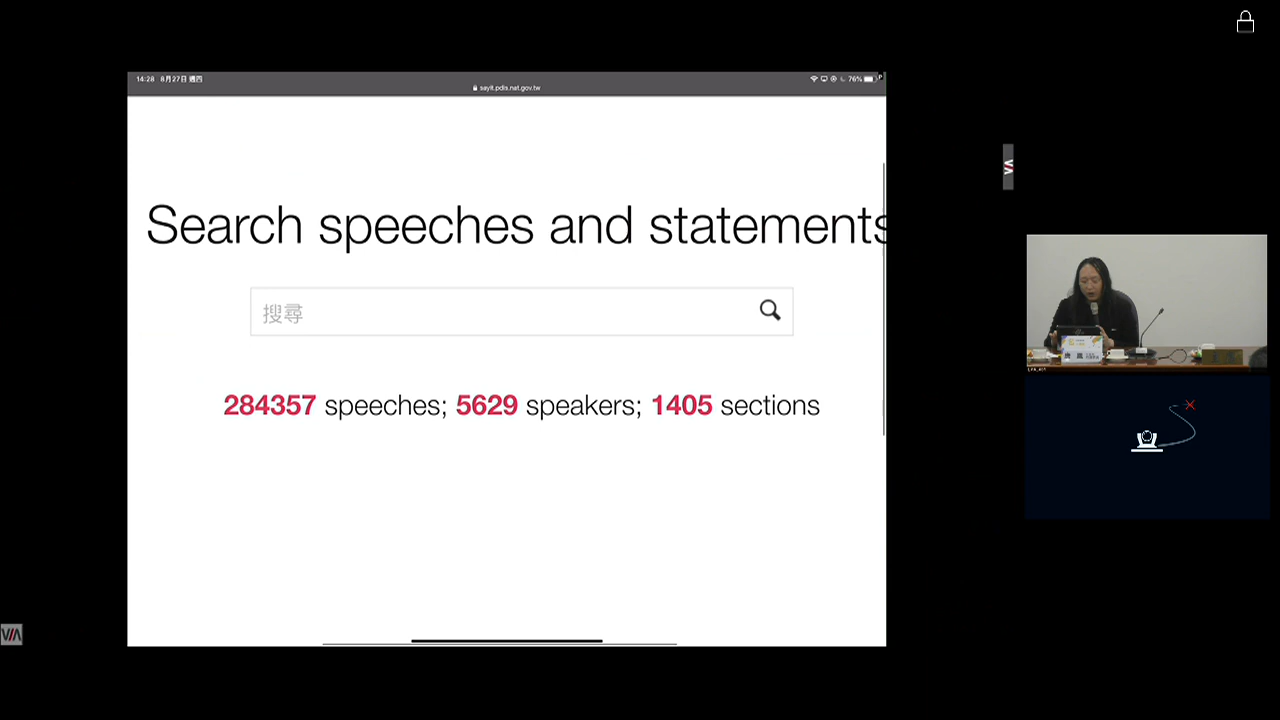 14:28 8月27日 週四
76%
sayit.pdis.nat.gov.tw
Search speeches and statements
搜尋
284357 speeches; 5629 speakers; 1405 sections
VIA